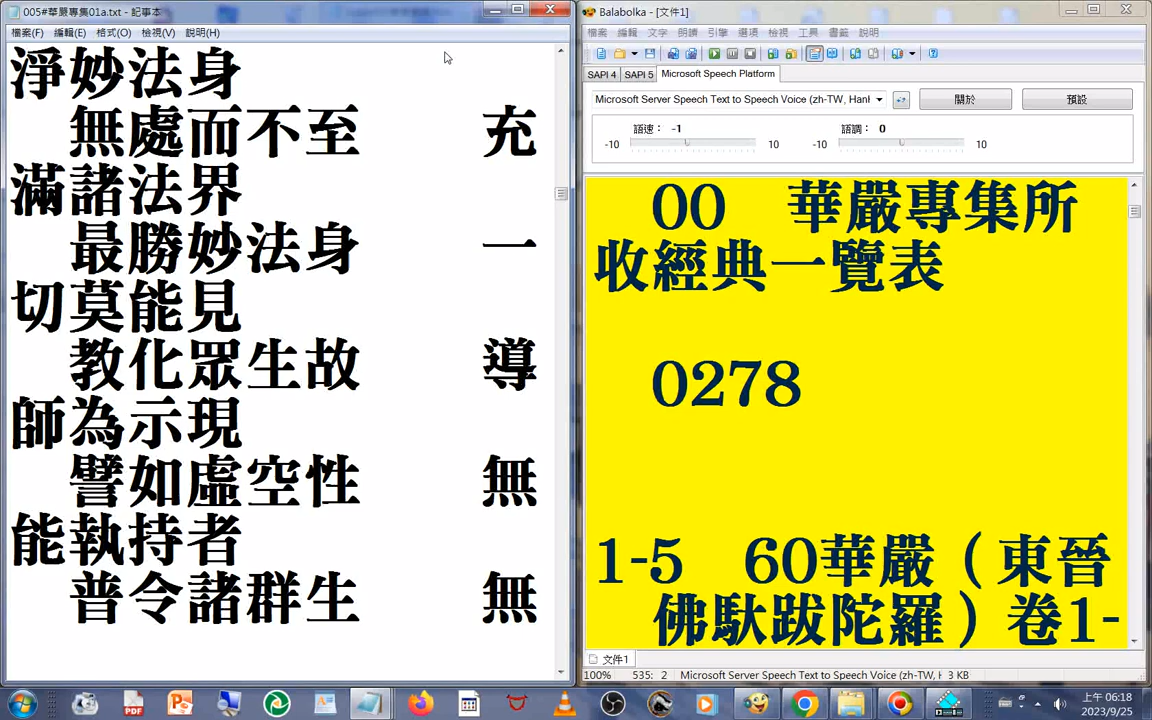 005#華嚴專集01a.txt - 記事本
檔案(F) 編輯(E) 格式(O) 檢視(V) 說明(H)
淨妙法身
無處而不至 充
滿諸法界
最勝妙法身 一
切莫能見
教化眾生故 導
師為示現
譬如虛空性 無
能執持者
普令諸群生 無
Balabolka - [文件1]
檔案 編輯 文字 朗讀 引擎 選項 檢視 工具 書籤 說明
SAPI 4 SAPI 5 Microsoft Speech Platform
Microsoft Server Speech Text to Speech Voice (zh-TW, Hanl
關於 預設
語速： -1 語調： 0
-10 10 -10 10
00 華嚴專集所
收經典一覽表
0278
1-5 60華嚴（東晉
佛馱跋陀羅）卷1-
文件1
100% 535: 2 Microsoft Server Speech Text to Speech Voice (zh-TW, H 3 KB
上午 06:18
2023/9/25